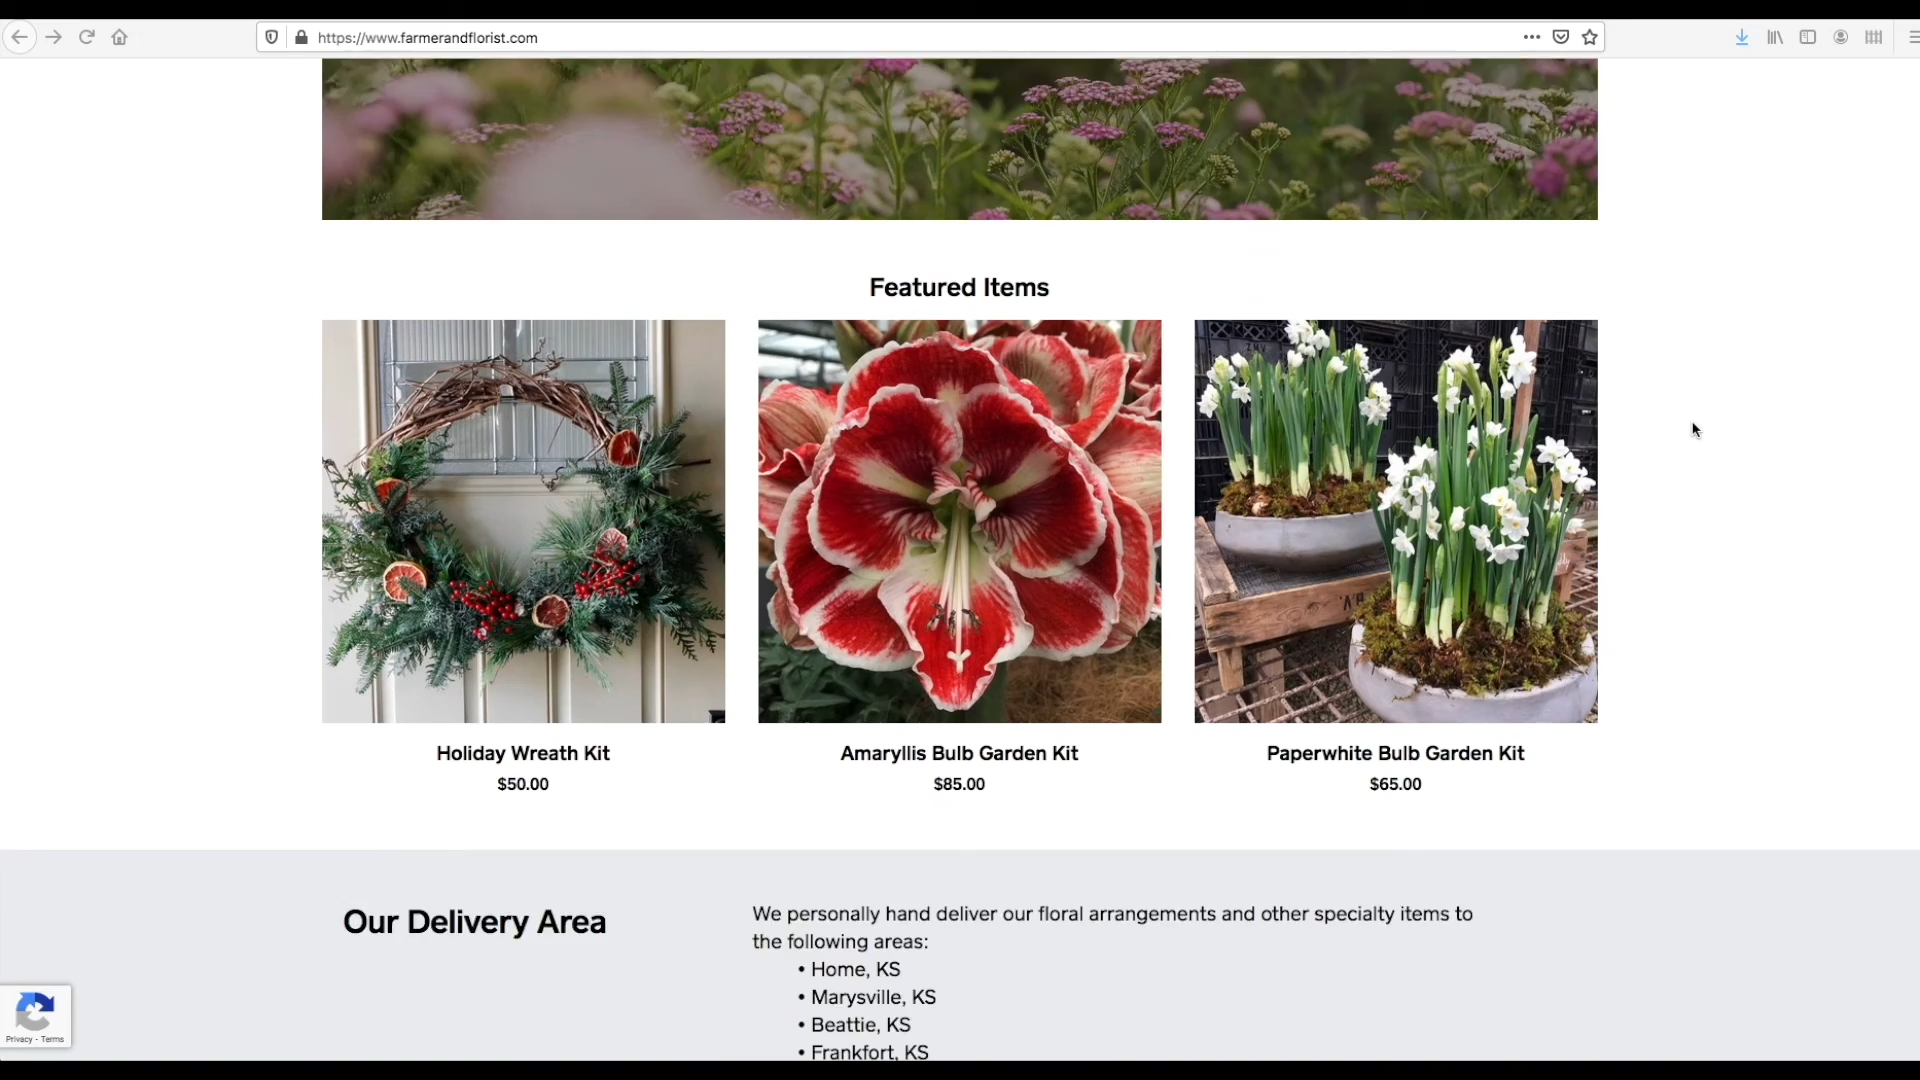 https://www.farmerandflorist.com
Featured Items
Holiday Wreath Kit
$50.00
Amaryllis Bulb Garden Kit
$85.00
Paperwhite Bulb Garden Kit
$65.00
Our Delivery Area
We personally hand deliver our floral arrangements and other specialty items to
the following areas:
• Home, KS
• Marysville, KS
• Beattie, KS
• Frankfort, KS
Privacy - Terms